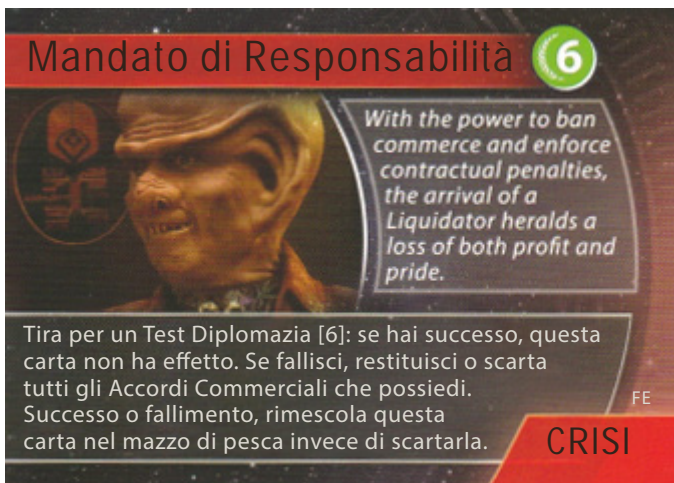 Mandato di Responsabilità 6
With the power to ban
commerce and enforce
contractual penalties,
the arrival of a
Liquidator heralds a
loss of both profit and
pride.
Tira per un Test Diplomazia [6]: se hai successo, questa
carta non ha effetto. Se fallisci, restituisci o scarta
tutti gli Accordi Commerciali che possiedi.
Successo o fallimento, rimescola questa
carta nel mazzo di pesca invece di scartarla.
FE
CRISI